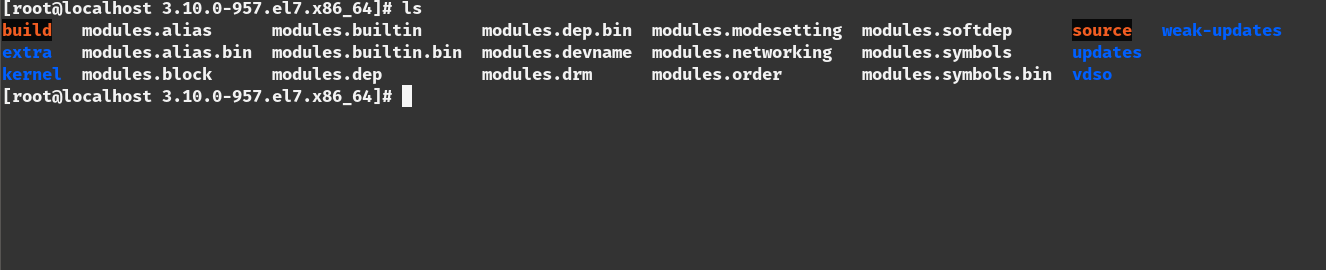 [root@localhost 3.10.0-957.el7.x86_64]# ls
build   modules.alias      modules.builtin      modules.dep.bin  modules.modesetting  modules.softdep      source   weak-updates
extra   modules.alias.bin  modules.builtin.bin  modules.devname  modules.networking   modules.symbols      updates
kernel  modules.block      modules.dep          modules.drm      modules.order        modules.symbols.bin  vdso
[root@localhost 3.10.0-957.el7.x86_64]#